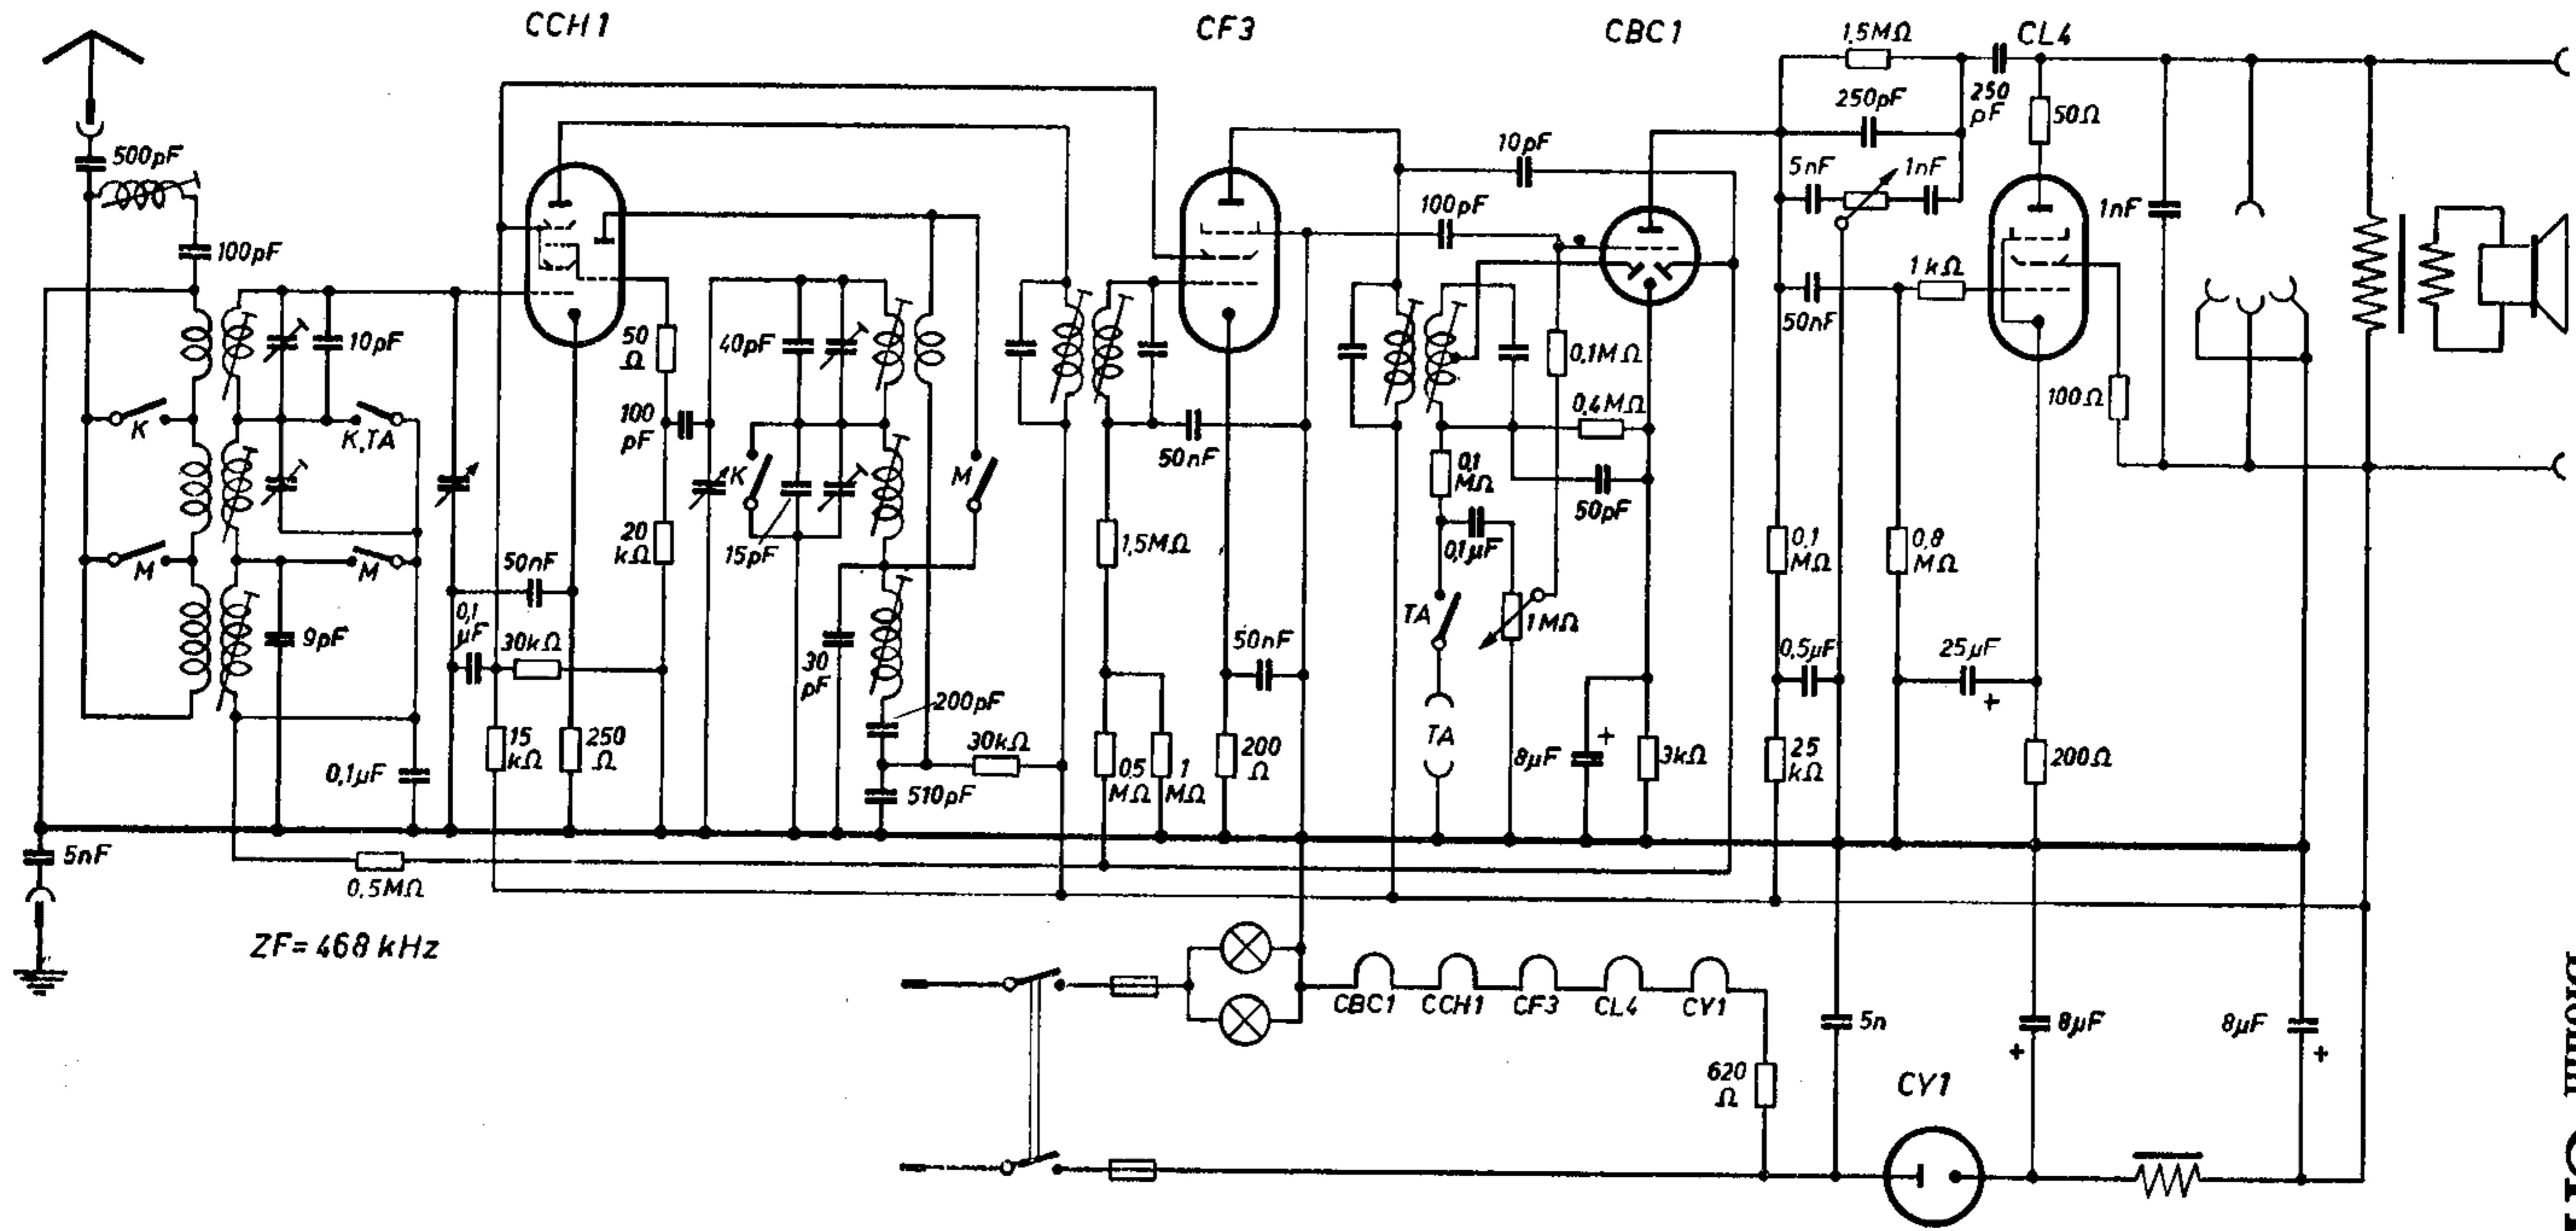 CCH1
CF3
CBC1
CL4
500pF
100pF
10pF
K
K,TA
M
M
9pF
0,1µF
5nF
0,5MΩ
ZF= 468 kHz
50nF
0,1 µF
30kΩ
15 kΩ
250 Ω
50 Ω
100 pF
20 kΩ
40pF
K
15pF
M
30 pF
200pF
510pF
30kΩ
50nF
1,5MΩ
0,5 MΩ
1 MΩ
50nF
200 Ω
10pF
100pF
0,1MΩ
0,4MΩ
0,1 MΩ
50pF
0,1µF
TA
1MΩ
TA
8µF
+
3kΩ
1,5MΩ
250pF
250 pF
50Ω
5nF
1nF
50nF
1kΩ
100Ω
1nF
0,1 MΩ
0,8 MΩ
0,5µF
25µF
+
25 kΩ
200Ω
CBC1
CCH1
CF3
CL4
CY1
620 Ω
5n
CY1
8µF
+
8µF
+